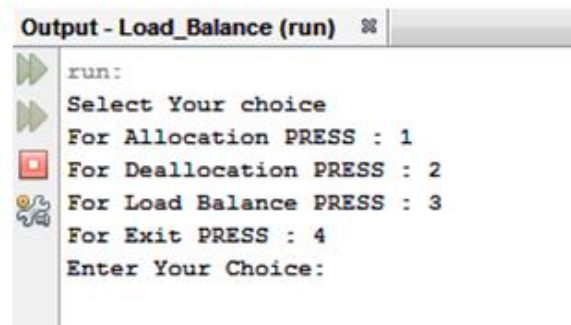 Output - Load_Balance (run)
run:
Select Your choice
For Allocation PRESS : 1
For Deallocation PRESS : 2
For Load Balance PRESS : 3
For Exit PRESS : 4
Enter Your Choice: